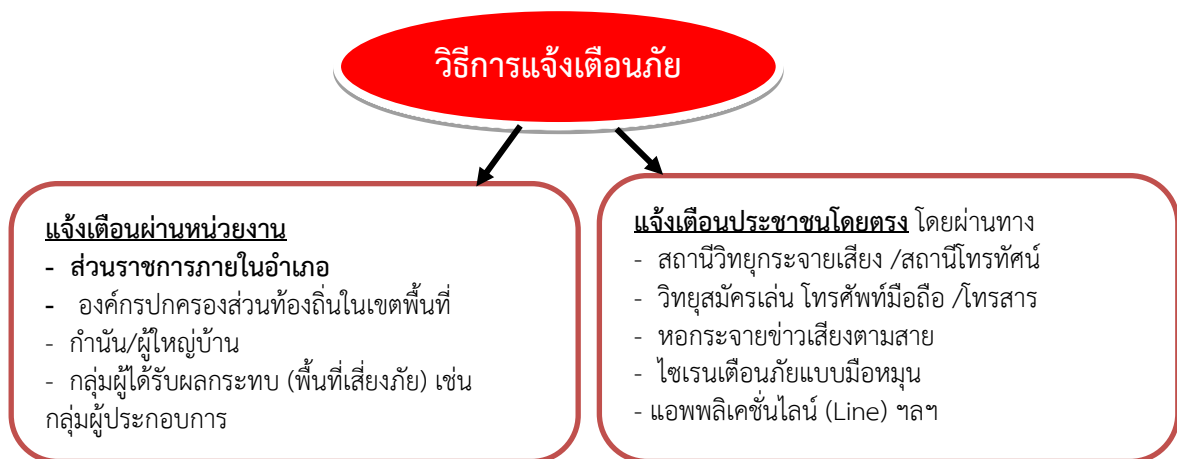 วิธีการแจ้งเตือนภัย
แจ้งเตือนผ่านหน่วยงาน
- ส่วนราชการภายในอำเภอ
- องค์กรปกครองส่วนท้องถิ่นในเขตพื้นที่
- กำนัน/ผู้ใหญ่บ้าน
- กลุ่มผู้ได้รับผลกระทบ (พื้นที่เสี่ยงภัย) เช่น
กลุ่มผู้ประกอบการ
แจ้งเตือนประชาชนโดยตรง โดยผ่านทาง
- สถานีวิทยุกระจายเสียง /สถานีโทรทัศน์
- วิทยุสมัครเล่น โทรศัพท์มือถือ /โทรสาร
- หอกระจายข่าวเสียงตามสาย
- ไซเรนเตือนภัยแบบมือหมุน
- แอพพลิเคชั่นไลน์ (Line) ฯลฯ